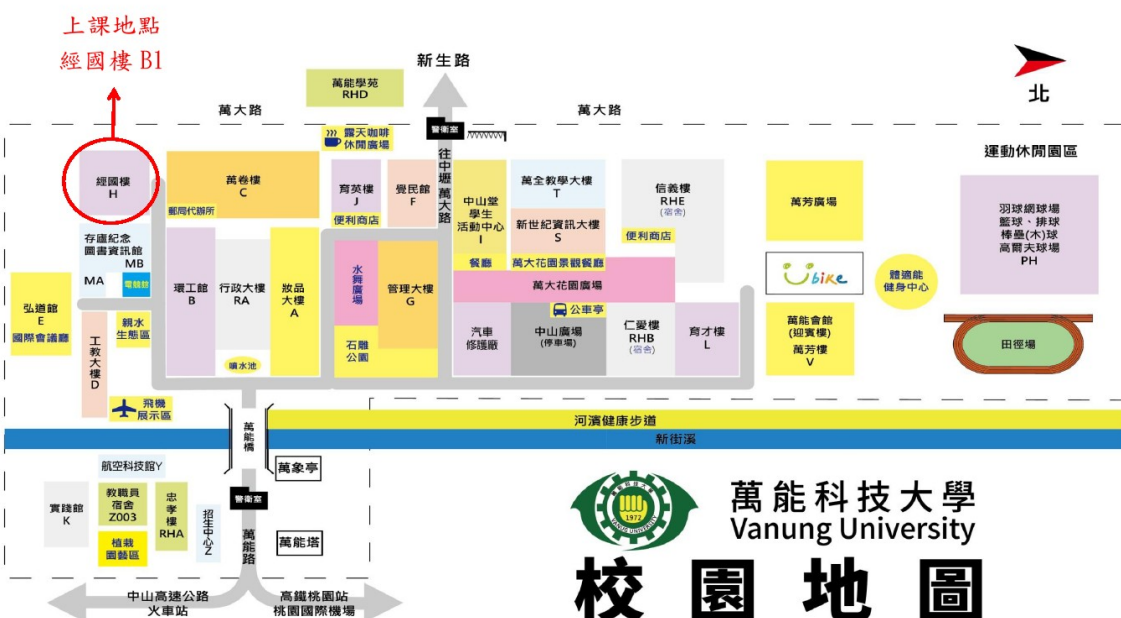 上課地點
經國樓 B1
新生路
萬大路
萬大路
北
萬能學苑
RHD
露天咖啡
休閒廣場
警衛室
往中壢 萬大路
運動休閒園區
經國樓
H
萬卷樓
C
郵局代辦所
育英樓
J
便利商店
覺民館
F
中山堂
學生
活動中心
I
餐廳
萬全教學大樓
T
新世紀資訊大樓
S
萬大花園景觀餐廳
信義樓
RHE
(宿舍)
便利商店
萬芳廣場
羽球網球場
籃球、排球
棒壘(木)球
高爾夫球場
PH
存廬紀念
圖書資訊館
MB
MA
電競館
環工館
B
行政大樓
RA
妝品
大樓
A
水舞廣場
管理大樓
G
萬大花園廣場
公車亭
Ubike
體適能
健身中心
弘道館
E
國際會議廳
親水
生態區
工教大樓D
噴水池
石雕
公園
汽車
修護廠
中山廣場
(停車場)
仁愛樓
RHB
(宿舍)
育才樓
L
萬能會館
(迎賓樓)
萬芳樓
V
田徑場
飛機
展示區
萬能橋
河濱健康步道
新街溪
航空科技館Y
萬象亭
實踐館
K
教職員
宿舍
Z003
植栽
園藝區
忠孝樓
RHA
招生中心Z
警衛室
萬能路
萬能塔
中山高速公路
火車站
高鐵桃園站
桃園國際機場
1972
VANUNG UNIVERSITY
萬能科技大學
Vanung University
校園地圖